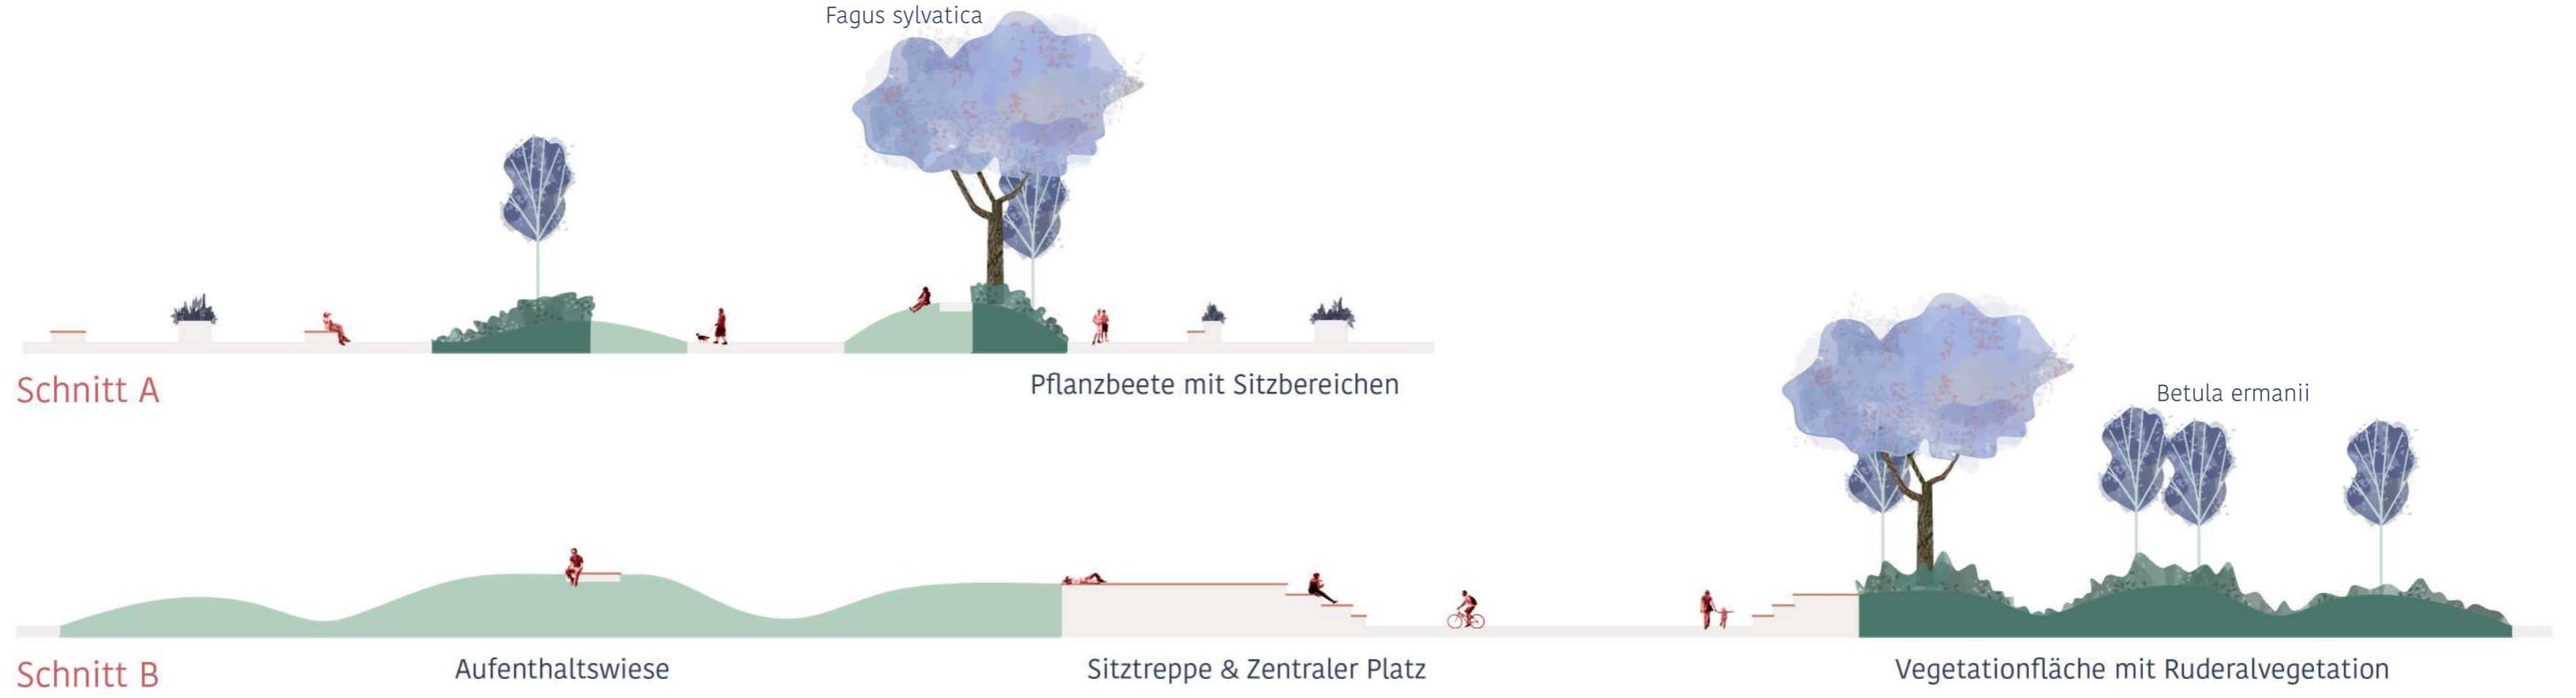 Fagus sylvatica
Schnitt A
Pflanzbeete mit Sitzbereichen
Betula ermanii
Schnitt B
Aufenthaltswiese
Sitztreppe & Zentraler Platz
Vegetationfläche mit Ruderalvegetation